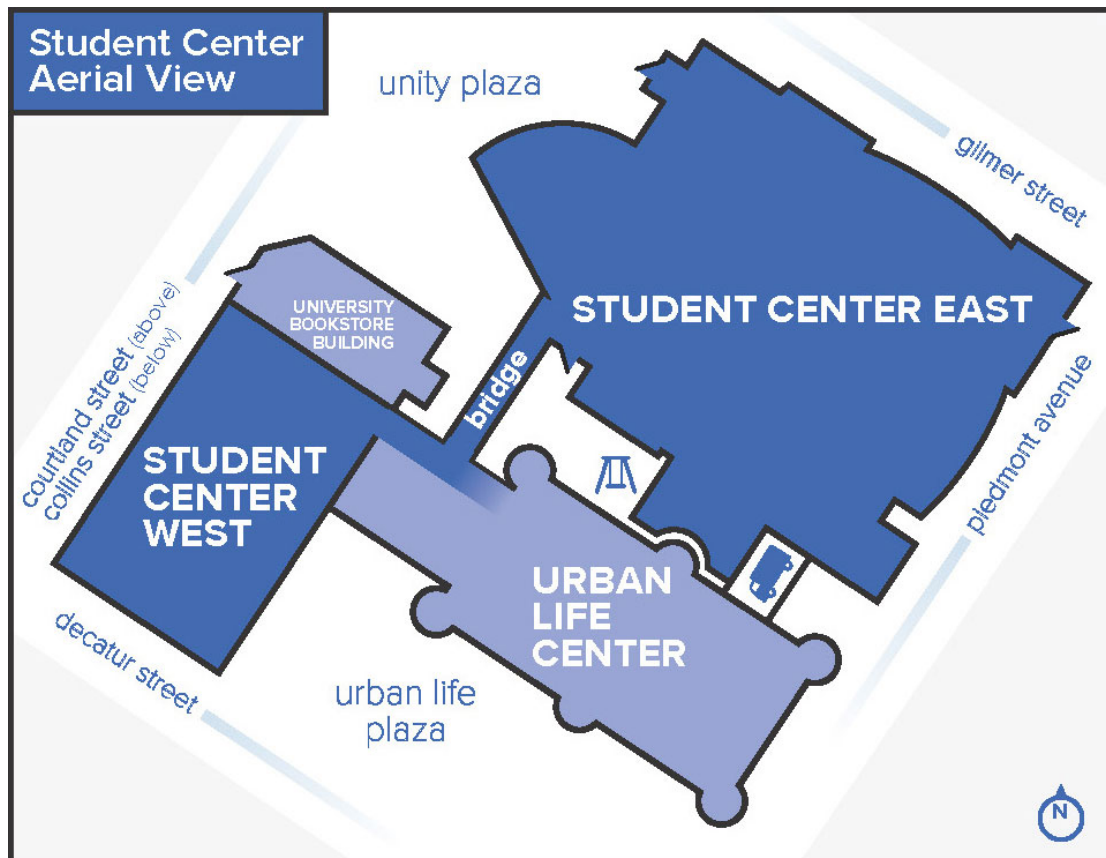 Student Center
Aerial View
unity plaza
gilmer street
UNIVERSITY
BOOKSTORE
BUILDING
STUDENT CENTER EAST
courtland street (above)
collins street (below)
bridge
piedmont avenue
STUDENT
CENTER
WEST
URBAN
LIFE
CENTER
decatur street
urban life
plaza
N